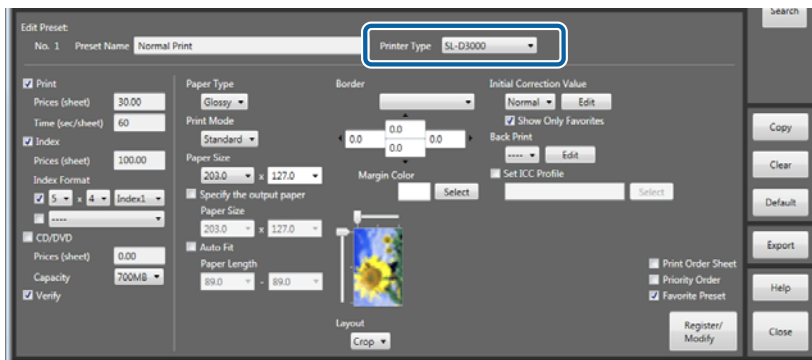 Search
Edit Preset:
No. 1 Preset Name Normal Print Printer Type SL-D3000
Print
Prices (sheet) 30.00
Time (sec/sheet) 60
Index
Prices (sheet) 100.00
Index Format
5 x 4 Index1
----
CD/DVD
Prices (sheet) 0.00
Capacity 700MB
Verify
Paper Type
Glossy
Print Mode
Standard
Paper Size
203.0 x 127.0
Specify the output paper
Paper Size
203.0 x 127.0
Auto Fit
Paper Length
89.0 - 89.0
Border
0.0
0.0 0.0
0.0
Margin Color
Select
Layout
Crop
Initial Correction Value
Normal Edit
Show Only Favorites
Back Print
---- Edit
Set ICC Profile
Select
Print Order Sheet
Priority Order
Favorite Preset
Register/
Modify
Copy
Clear
Default
Export
Help
Close